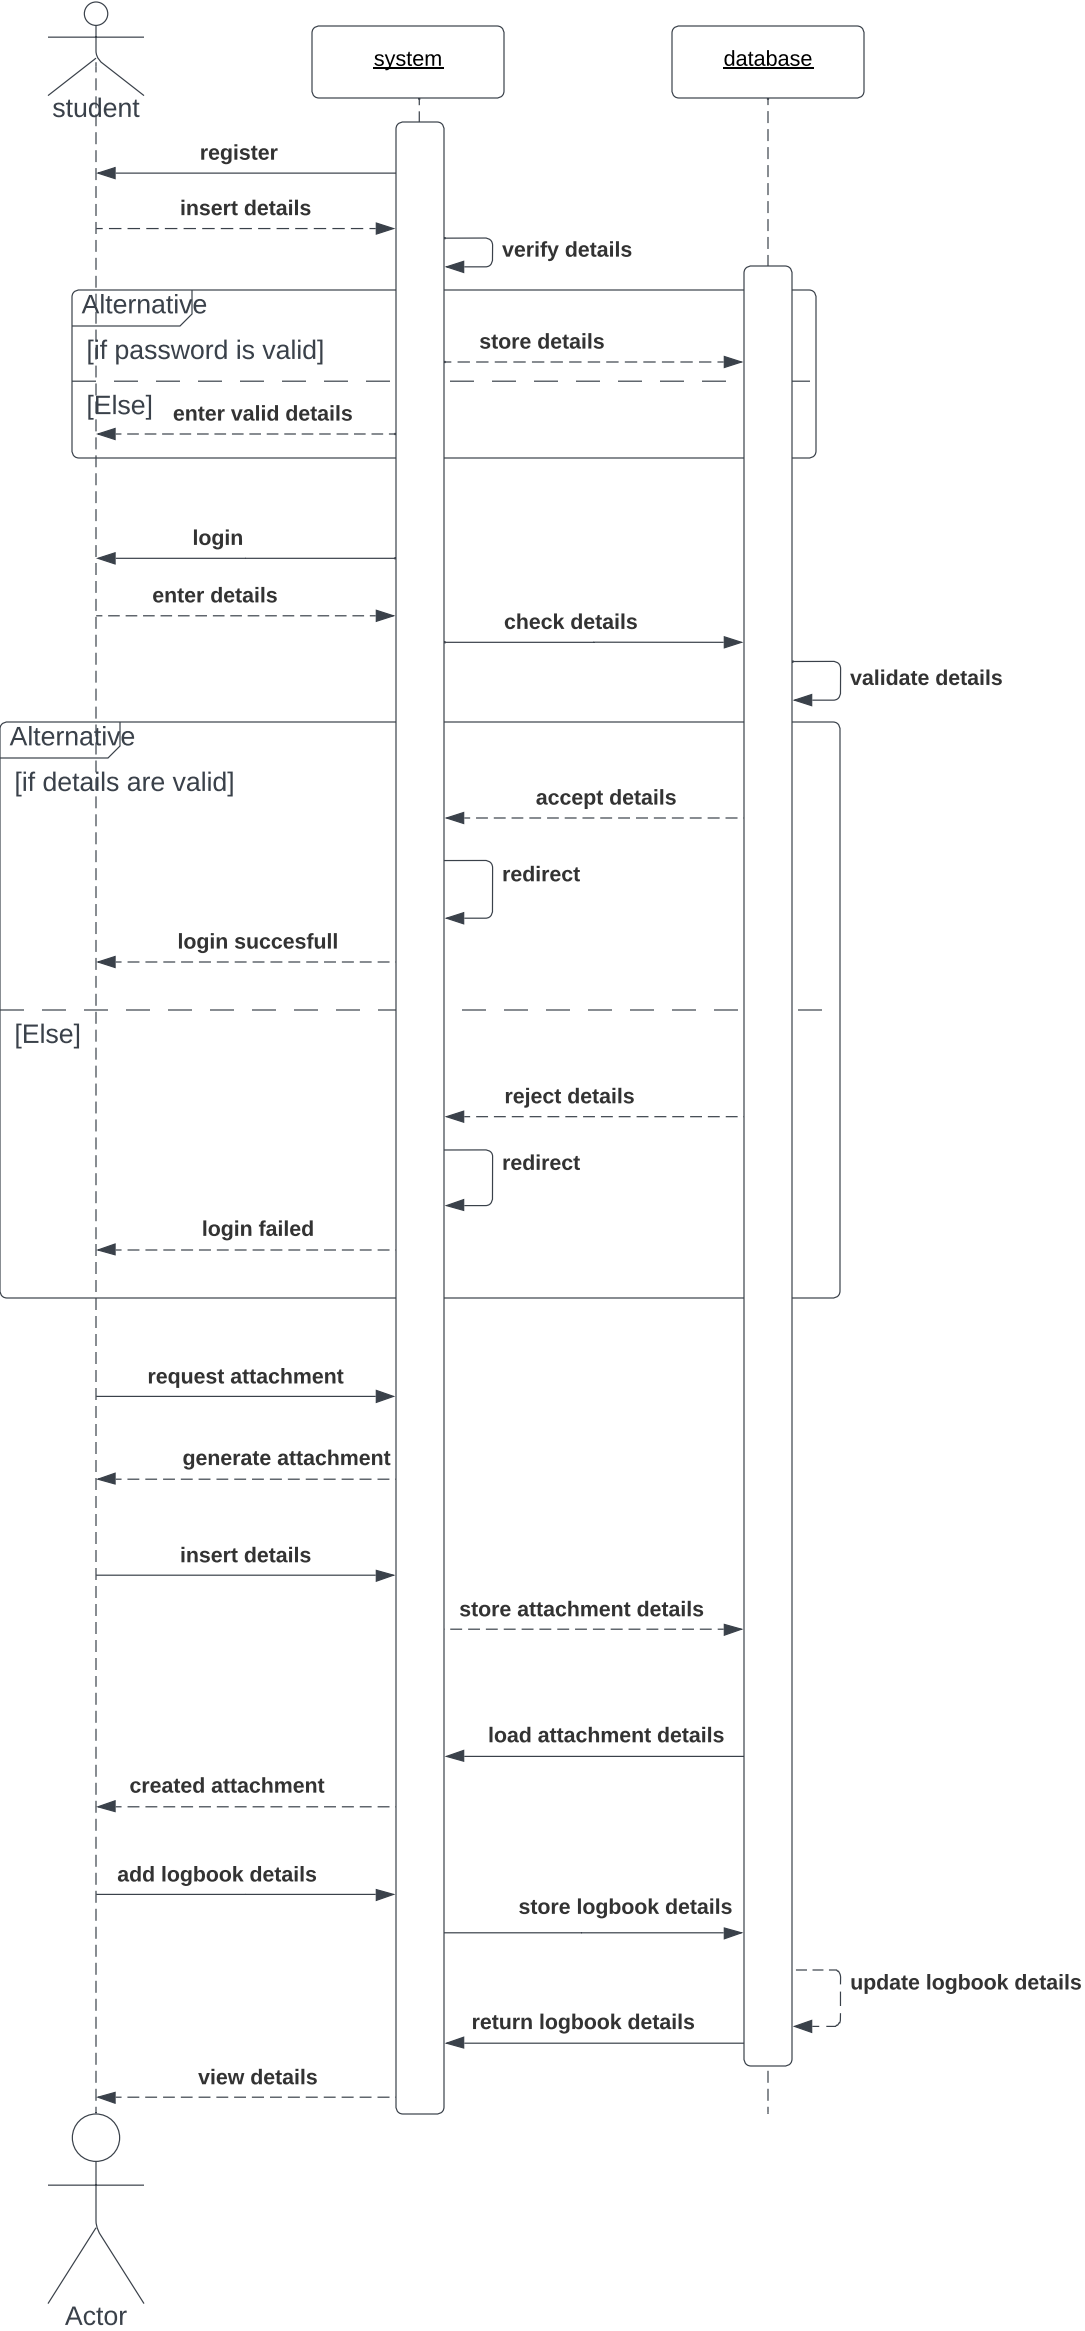 system
database
student
register
insert details
verify details
Alternative
store details
[if password is valid]
[Else]
enter valid details
login
enter details
check details
validate details
Alternative
[if details are valid]
accept details
redirect
login succesfull
[Else]
reject details
redirect
login failed
request attachment
generate attachment
insert details
store attachment details
load attachment details
created attachment
add logbook details
store logbook details
update logbook details
return logbook details
view details
Actor